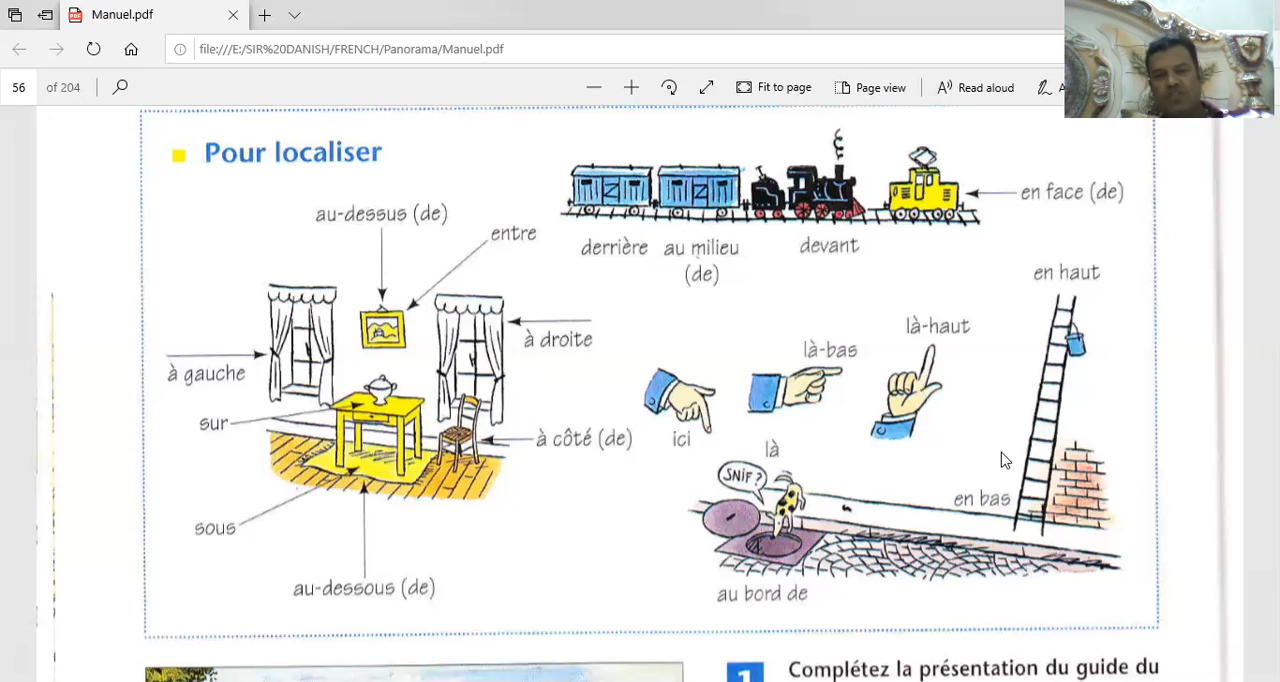 Manuel.pdf
file:///E:/SIR%20DANISH/FRENCH/Panorama/Manuel.pdf
56 of 204
Fit to page
Page view
Read aloud
Pour localiser
en face (de)
derrière
au milieu
(de)
devant
au-dessus (de)
entre
à gauche
à droite
sur
à côté (de)
sous
au-dessous (de)
ici
là-bas
là
là-haut
en haut
en bas
SNIF?
au bord de
1 Complétez la présentation du guide du